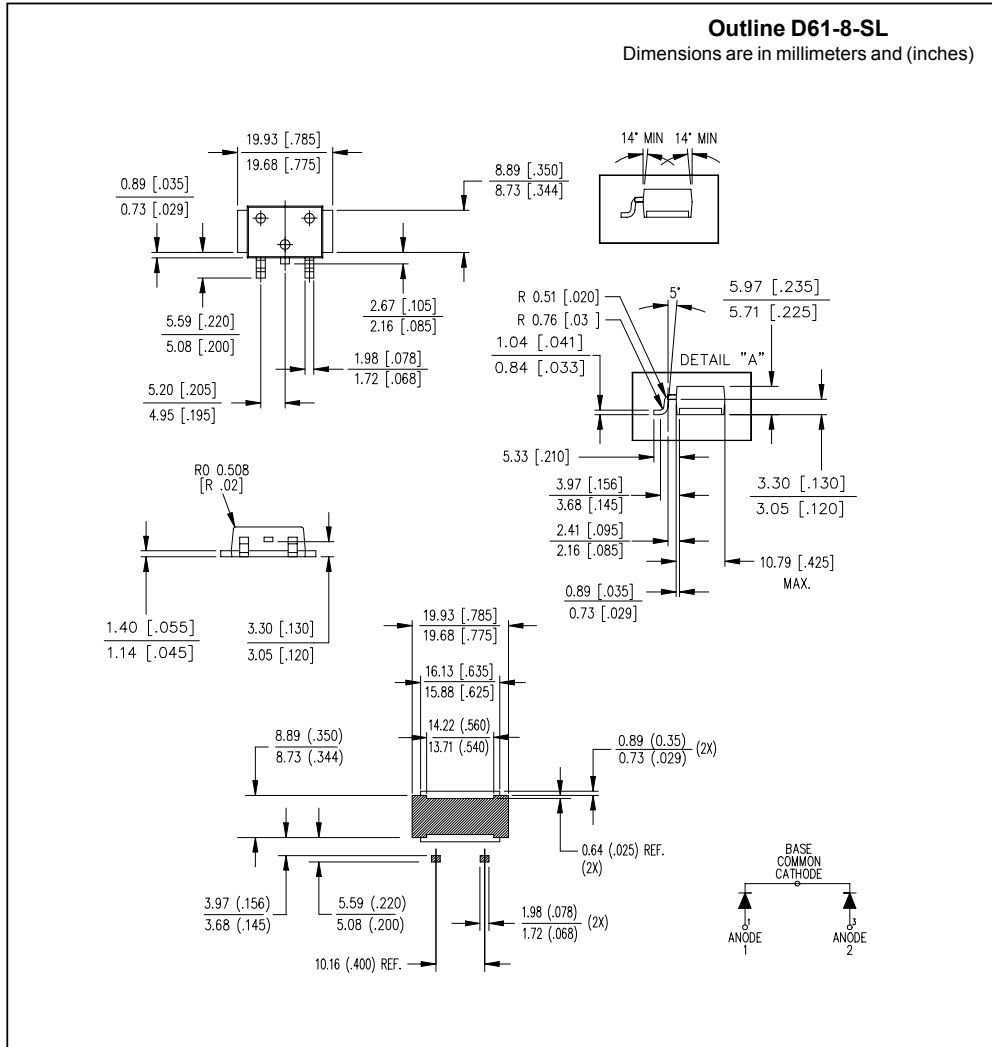 Outline D61-8-SL
Dimensions are in millimeters and (inches)
19.93 [.785]
19.68 [.775]
0.89 [.035]
0.73 [.029]
8.89 [.350]
8.73 [.344]
5.59 [.220]
5.08 [.200]
2.67 [.105]
2.16 [.085]
1.98 [.078]
1.72 [.068]
5.20 [.205]
4.95 [.195]
14° MIN
14° MIN
R 0.51 [.020]
R 0.76 [.03 ]
5°
5.97 [.235]
5.71 [.225]
1.04 [.041]
0.84 [.033]
DETAIL "A"
5.33 [.210]
3.97 [.156]
3.68 [.145]
3.30 [.130]
3.05 [.120]
2.41 [.095]
2.16 [.085]
10.79 [.425]
MAX.
0.89 [.035]
0.73 [.029]
RO 0.508
[R .02]
1.40 [.055]
1.14 [.045]
3.30 [.130]
3.05 [.120]
19.93 [.785]
19.68 [.775]
16.13 [.635]
15.88 [.625]
14.22 (.560)
13.71 (.540)
8.89 (.350)
8.73 (.344)
0.89 (0.35)
0.73 (.029)
(2X)
0.64 (.025) REF.
(2X)
3.97 (.156)
3.68 (.145)
5.59 (.220)
5.08 (.200)
1.98 (.078)
1.72 (.068)
(2X)
10.16 (.400) REF.
BASE
COMMON
CATHODE
1
3
ANODE
1
ANODE
2